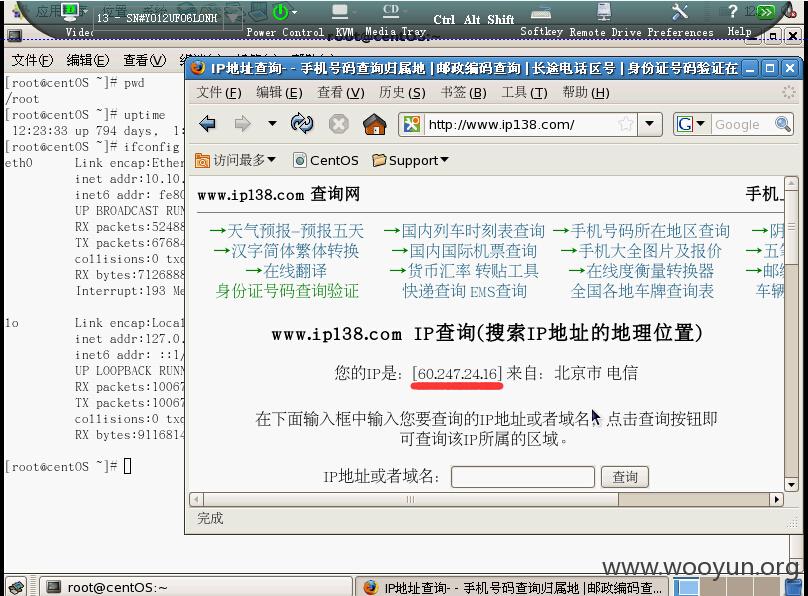 应用 位置 系统
13 - SN#Y012UF06L0NH
Video Power Control KVM Media Tray Ctrl Alt Shift Softkey Remote Drive Preferences Help
root@centOS:~
文件(F) 编辑(E) 查看(V)
[root@centOS ~]# pwd
/root
[root@centOS ~]# uptime
12:23:33 up 794 days, 1:
[root@centOS ~]# ifconfig
eth0 Link encap:Ether
inet addr:10.10.
inet6 addr: fe80
UP BROADCAST RUN
RX packets:52488
TX packets:67684
collisions:0 txq
RX bytes:7126888
Interrupt:193 Me
lo Link encap:Local
inet addr:127.0.
inet6 addr: ::1/
UP LOOPBACK RUNN
RX packets:10067
TX packets:10067
collisions:0 txq
RX bytes:9116814
[root@centOS ~]#
IP地址查询- - 手机号码查询归属地 |邮政编码查询 |长途电话区号 |身份证号码验证在
文件(F) 编辑(E) 查看(V) 历史(S) 书签(B) 工具(T) 帮助(H)
http://www.ip138.com/
Google
访问最多 CentOS Support
www.ip138.com 查询网 手机
→天气预报–预报五天 →国内列车时刻表查询 →手机号码所在地区查询 →阴
→汉字简体繁体转换 →国内国际机票查询 →手机大全图片及报价 →五笔
→在线翻译 →货币汇率 转贴工具 →在线度衡量转换器 →邮编
身份证号码查询验证 快递查询 EMS查询 全国各地车牌查询表 车辆
www.ip138.com IP查询(搜索IP地址的地理位置)
您的IP是：[60.247.24.16] 来自：北京市 电信
在下面输入框中输入您要查询的IP地址或者域名，点击查询按钮即
可查询该IP所属的区域。
IP地址或者域名： 查询
完成
www.wooyun.org
root@centOS:~
IP地址查询- - 手机号码查询归属地 |邮政编码查...